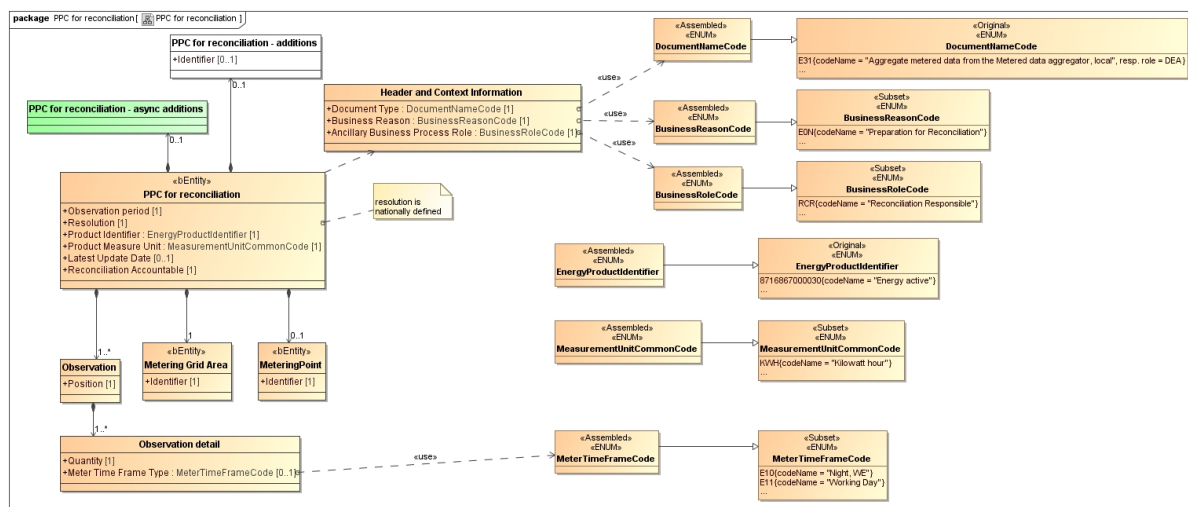 package PPC for reconciliation [ PPC for reconciliation ]
PPC for reconciliation - additions
+Identifier [0..1]
0..1
PPC for reconciliation - async additions
0..1
Header and Context Information
+Document Type : DocumentNameCode [1]
+Business Reason : BusinessReasonCode [1]
+Ancillary Business Process Role : BusinessRoleCode [1]
«use»
«use»
«use»
«Assembled»
«ENUM»
DocumentNameCode
«Original»
«ENUM»
DocumentNameCode
E31{codeName = "Aggregate metered data from the Metered data aggregator, local", resp. role = DEA}
...
«Assembled»
«ENUM»
BusinessReasonCode
«Subset»
«ENUM»
BusinessReasonCode
E0N{codeName = "Preparation for Reconciliation"}
...
«Assembled»
«ENUM»
BusinessRoleCode
«Subset»
«ENUM»
BusinessRoleCode
RCR{codeName = "Reconciliation Responsible"}
...
«bEntity»
PPC for reconciliation
+Observation period [1]
+Resolution [1]
+Product Identifier : EnergyProductIdentifier [1]
+Product Measure Unit : MeasurementUnitCommonCode [1]
+Latest Update Date [0..1]
+Reconciliation Accountable [1]
resolution is
nationally defined
«Assembled»
«ENUM»
EnergyProductIdentifier
«Original»
«ENUM»
EnergyProductIdentifier
8716867000030{codeName = "Energy active"}
...
1..*
1
0..1
Observation
+Position [1]
«bEntity»
Metering Grid Area
+Identifier [1]
«bEntity»
MeteringPoint
+Identifier [1]
«Assembled»
«ENUM»
MeasurementUnitCommonCode
«Subset»
«ENUM»
MeasurementUnitCommonCode
KWH{codeName = "Kilowatt hour"}
...
1..*
Observation detail
+Quantity [1]
+Meter Time Frame Type : MeterTimeFrameCode [0..1]
«use»
«Assembled»
«ENUM»
MeterTimeFrameCode
«Subset»
«ENUM»
MeterTimeFrameCode
E10{codeName = "Night, WE"}
E11{codeName = "Working Day"}
...